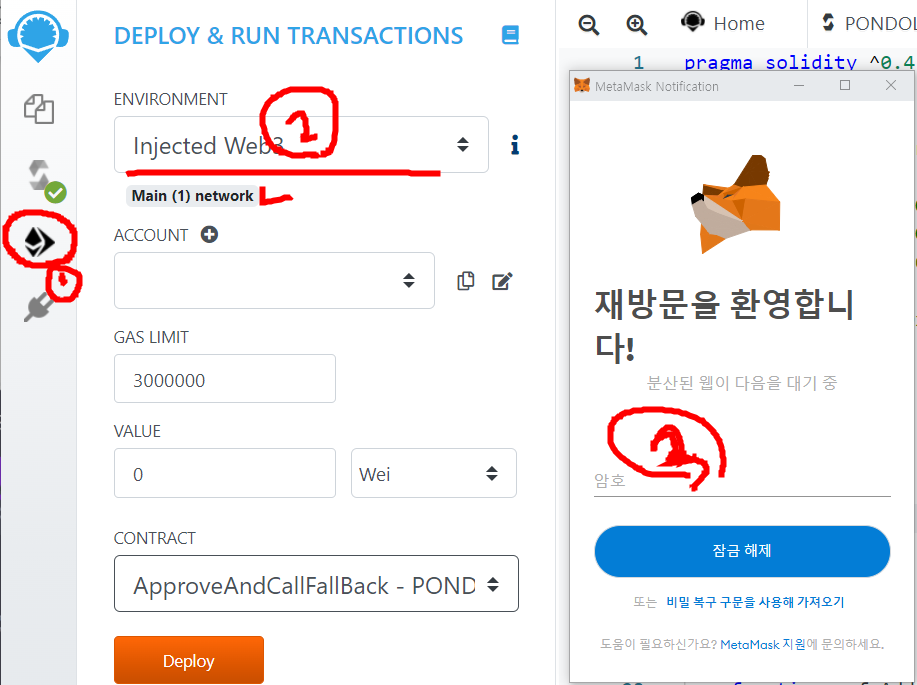 DEPLOY & RUN TRANSACTIONS
ENVIRONMENT
Injected Web3
1
Main (1) network
ACCOUNT
GAS LIMIT
3000000
VALUE
0
Wei
CONTRACT
ApproveAndCallFallBack - POND
Deploy
Home
PONDOL
1
pragma solidity ^0.4
MetaMask Notification
재방문을 환영합니
다!
분산된 웹이 다음을 대기 중
2
암호
잠금 해제
또는 비밀 복구 구문을 사용해 가져오기
도움이 필요하신가요? MetaMask 지원에 문의하세요.